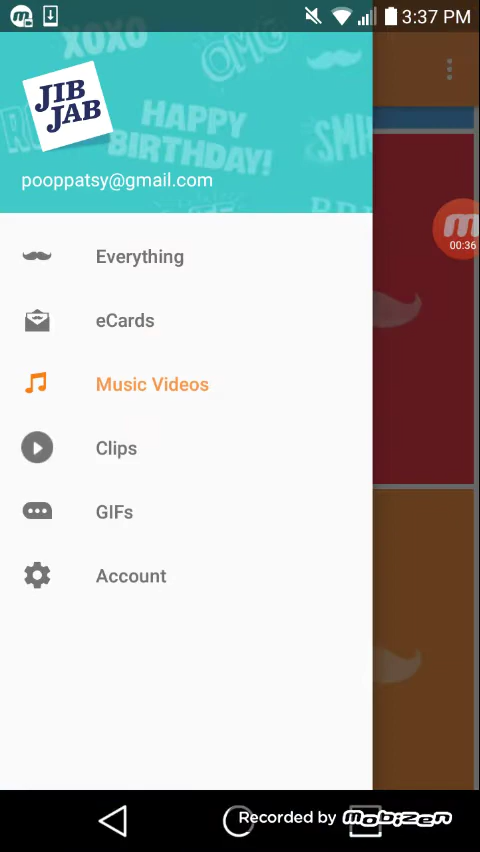 3:37 PM
XOXO
OMG
JIB
JAB
HAPPY
BIRTHDAY!
SMH
pooppatsy@gmail.com
00:36
Everything
eCards
Music Videos
Clips
GIFs
Account
Recorded by Mobizen